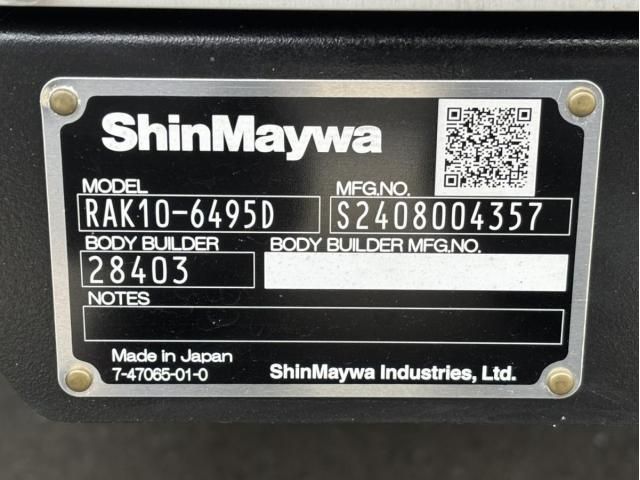 ShinMaywa
MODEL MFG.NO.
RAK10-6495D S2408004357
BODY BUILDER BODY BUILDER MFG.NO.
28403
NOTES
Made in Japan
7-47065-01-0 ShinMaywa Industries, Ltd.